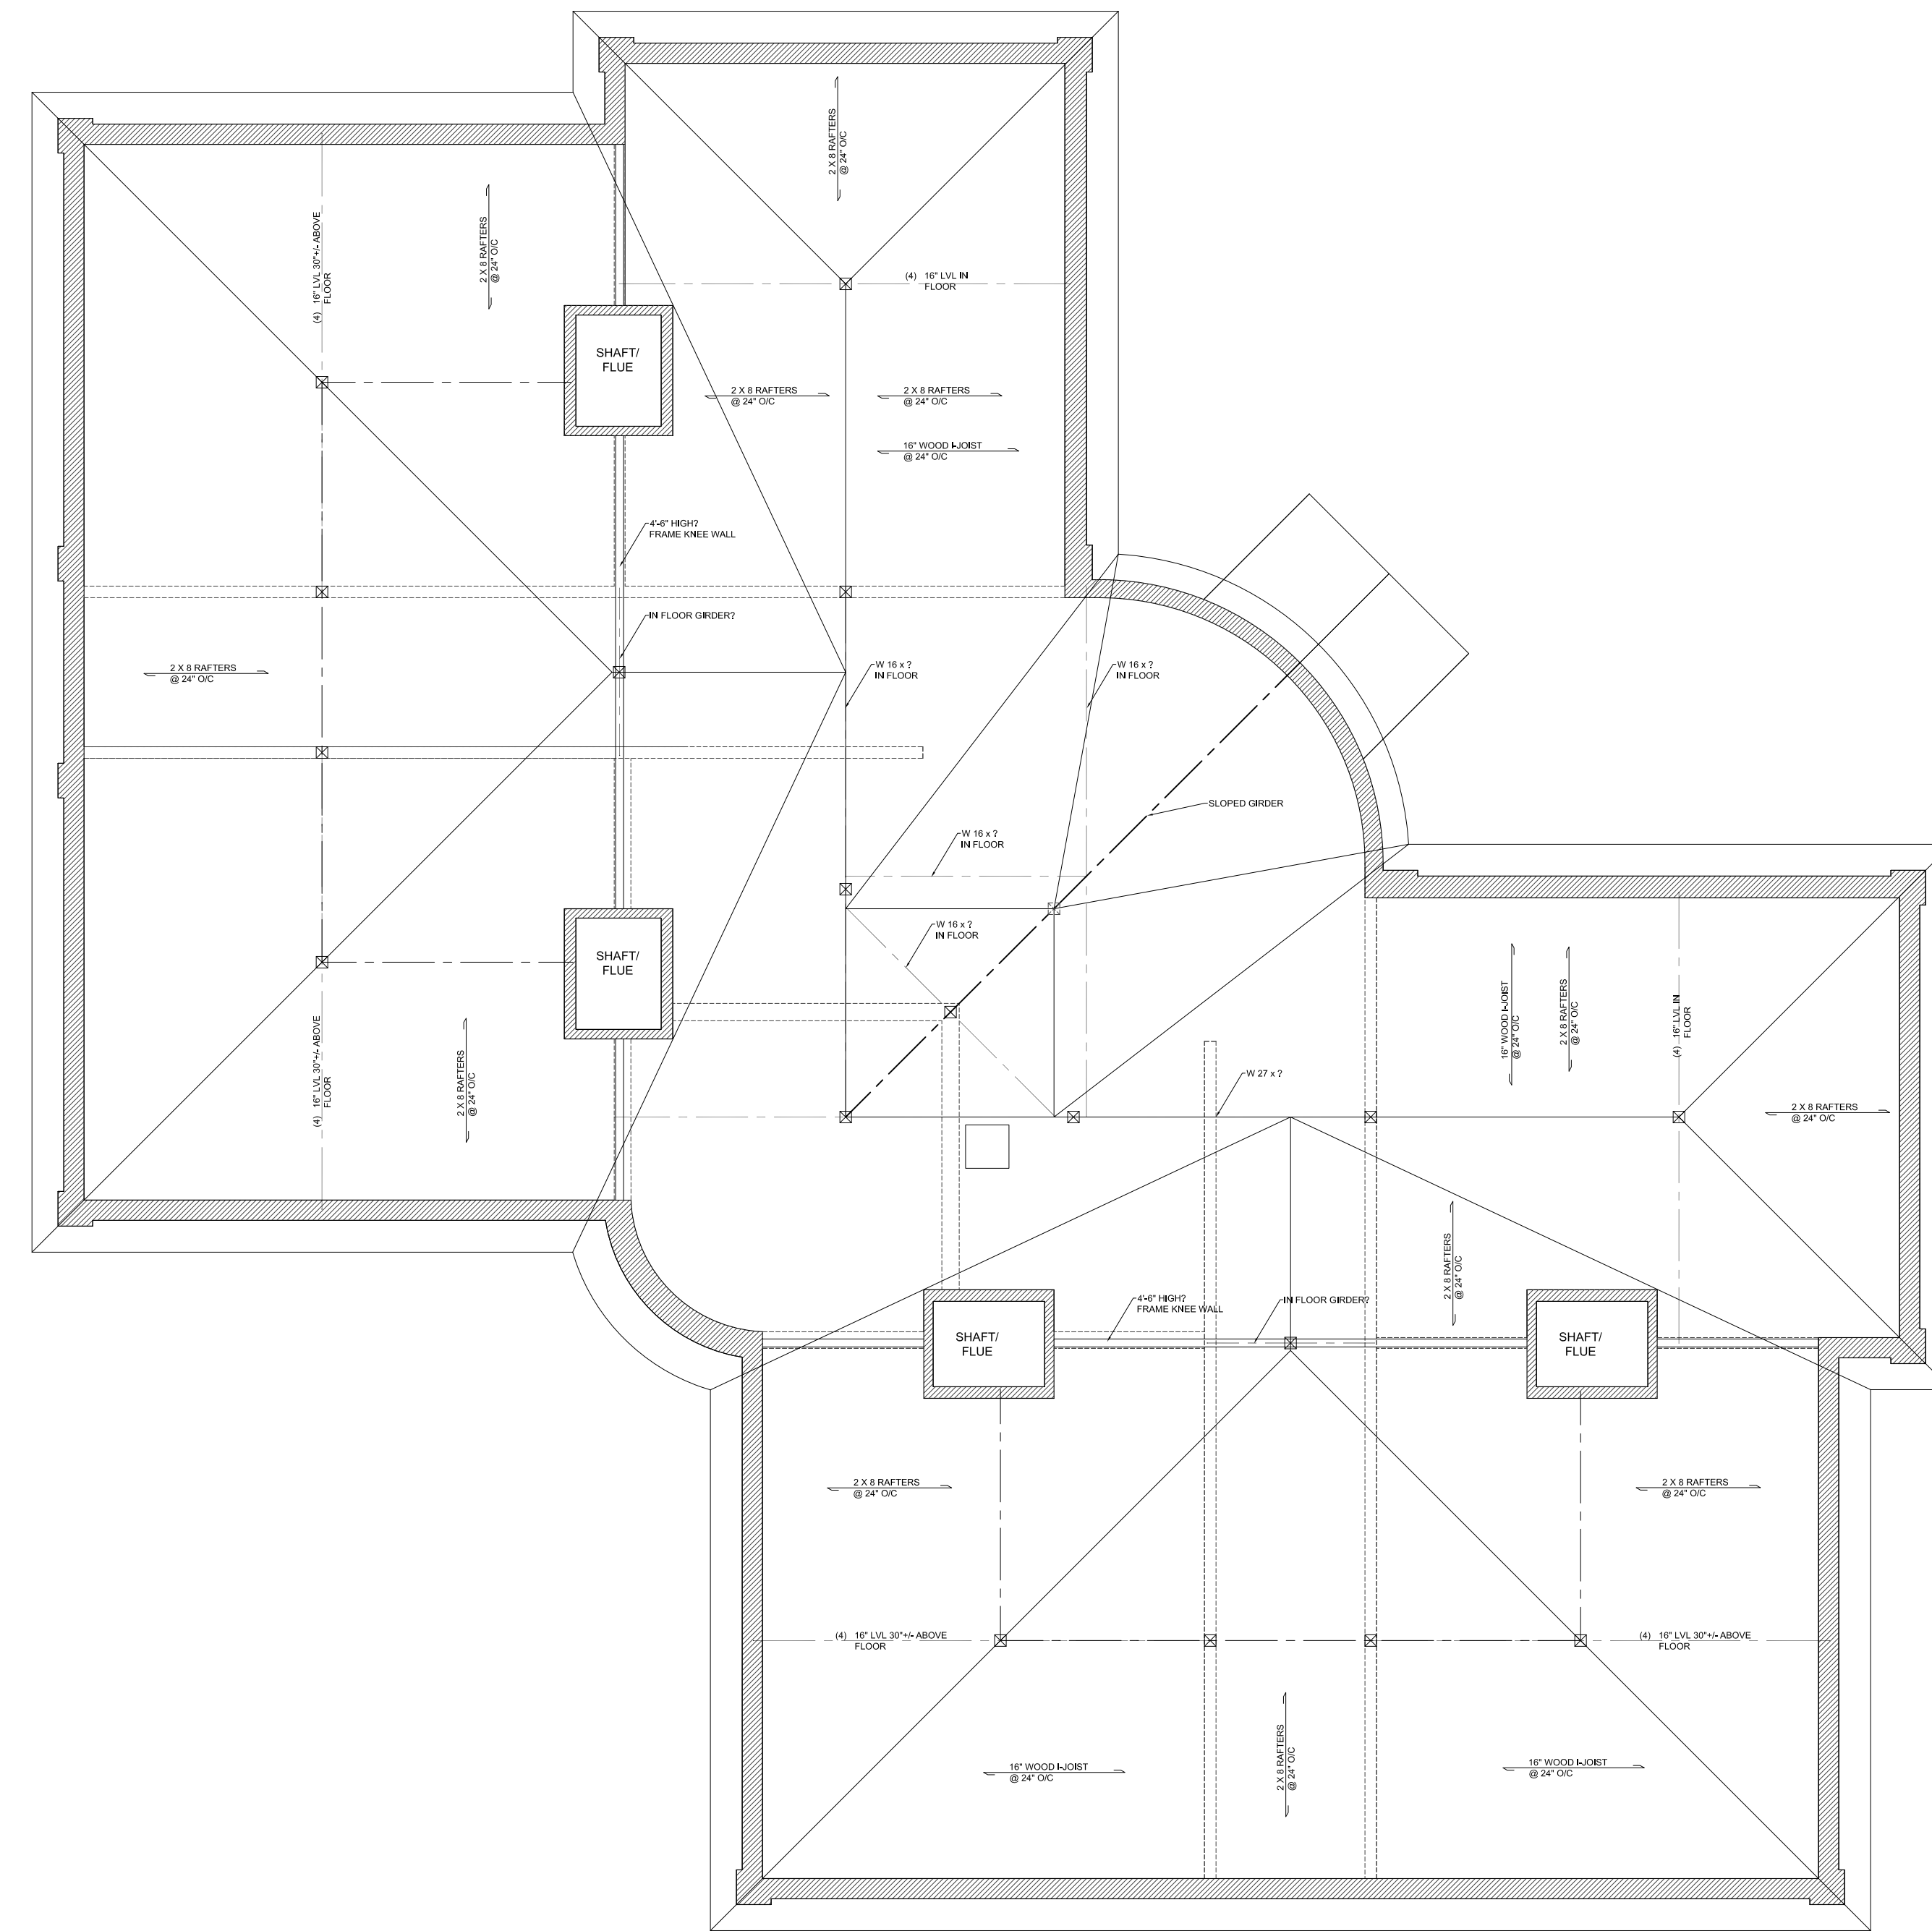 2 X 8 RAFTERS
@ 24" O/C
(4) 16" LVL 30"+/- ABOVE
FLOOR
2 X 8 RAFTERS
@ 24" O/C
(4) 16" LVL IN
FLOOR
SHAFT/
FLUE
2 X 8 RAFTERS
@ 24" O/C
2 X 8 RAFTERS
@ 24" O/C
16" WOOD I-JOIST
@ 24" O/C
4'-6" HIGH?
FRAME KNEE WALL
IN FLOOR GIRDER?
2 X 8 RAFTERS
@ 24" O/C
W 16 x ?
IN FLOOR
W 16 x ?
IN FLOOR
SLOPED GIRDER
W 16 x ?
IN FLOOR
W 16 x ?
IN FLOOR
SHAFT/
FLUE
(4) 16" LVL 30"+/- ABOVE
FLOOR
2 X 8 RAFTERS
@ 24" O/C
16" WOOD I-JOIST
@ 24" O/C
2 X 8 RAFTERS
@ 24" O/C
(4) 16" LVL IN
FLOOR
W 27 x ?
2 X 8 RAFTERS
@ 24" O/C
2 X 8 RAFTERS
@ 24" O/C
4'-6" HIGH?
FRAME KNEE WALL
IN FLOOR GIRDER?
SHAFT/
FLUE
SHAFT/
FLUE
2 X 8 RAFTERS
@ 24" O/C
2 X 8 RAFTERS
@ 24" O/C
(4) 16" LVL 30"+/- ABOVE
FLOOR
(4) 16" LVL 30"+/- ABOVE
FLOOR
16" WOOD I-JOIST
@ 24" O/C
2 X 8 RAFTERS
@ 24" O/C
16" WOOD I-JOIST
@ 24" O/C